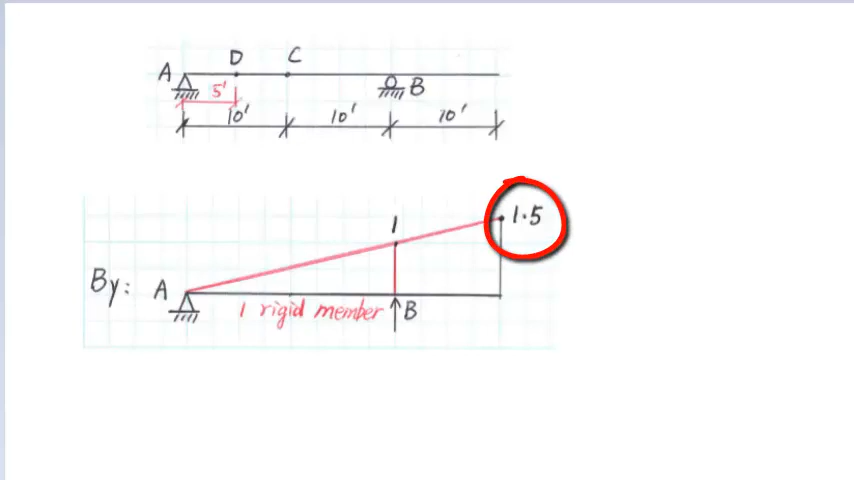 D C
A B
5'
10' 10' 10'
1 1.5
By: A
1 rigid member B